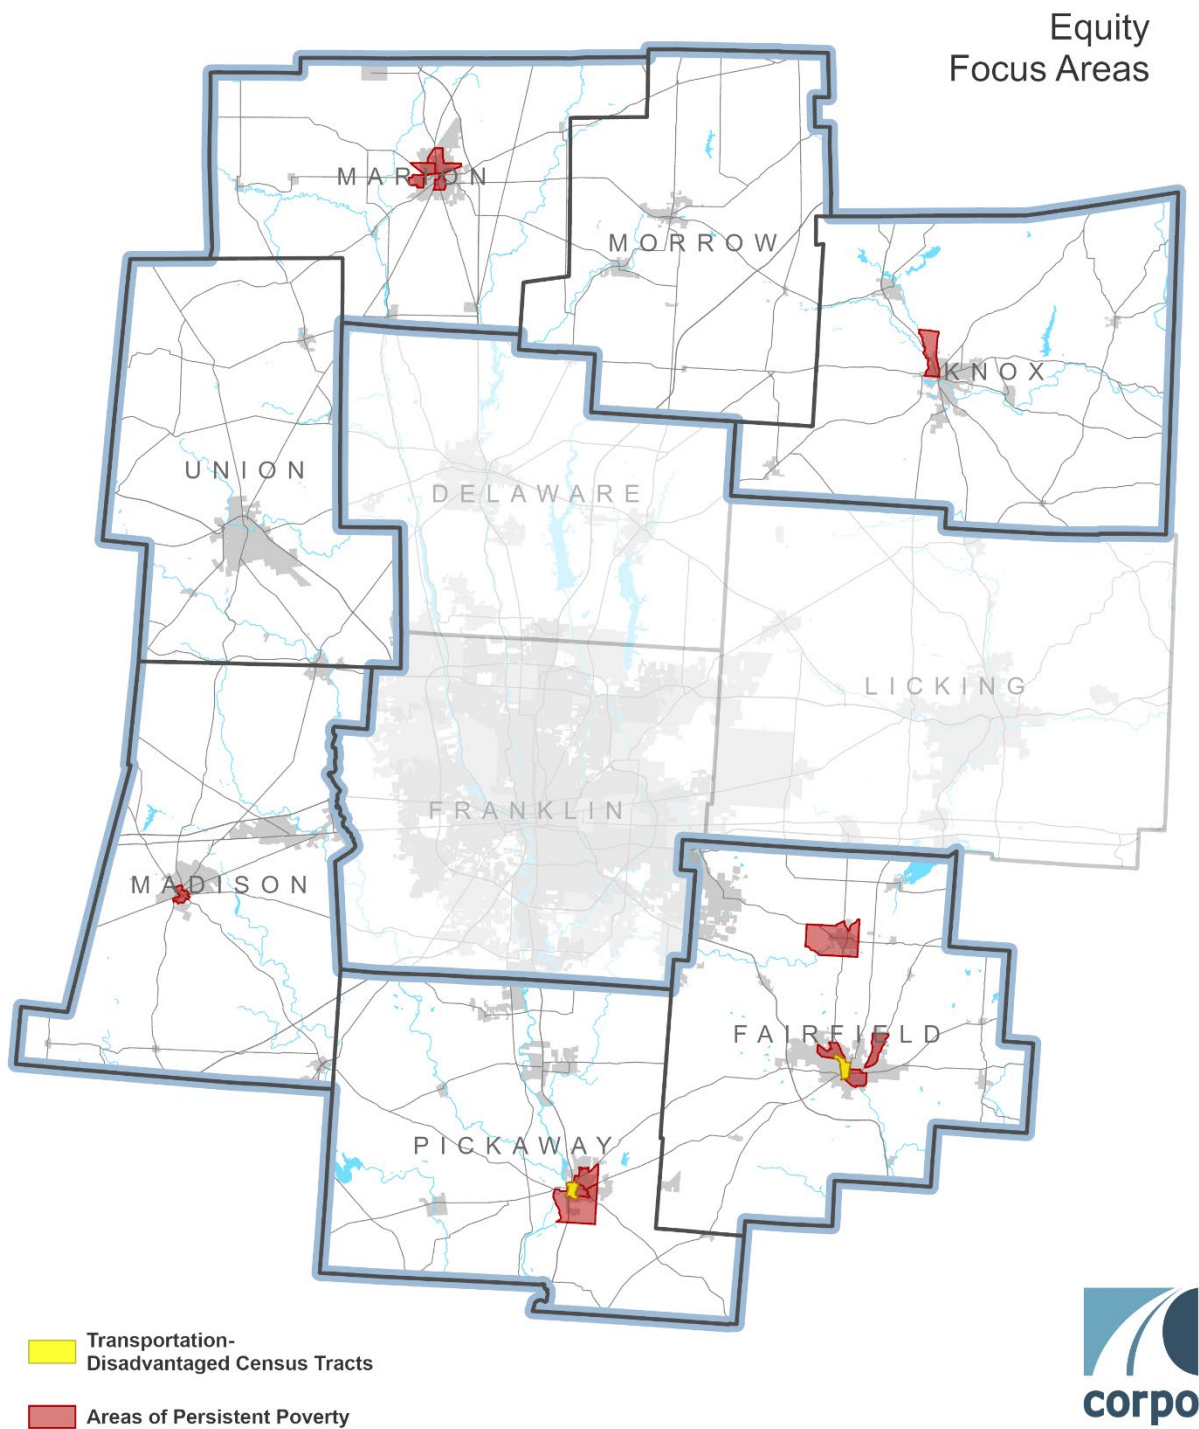 Equity
Focus Areas
MARION
MORROW
KNOX
UNION
DELAWARE
LICKING
FRANKLIN
MADISON
FAIRFIELD
PICKAWAY
Transportation-
Disadvantaged Census Tracts
Areas of Persistent Poverty
corpo